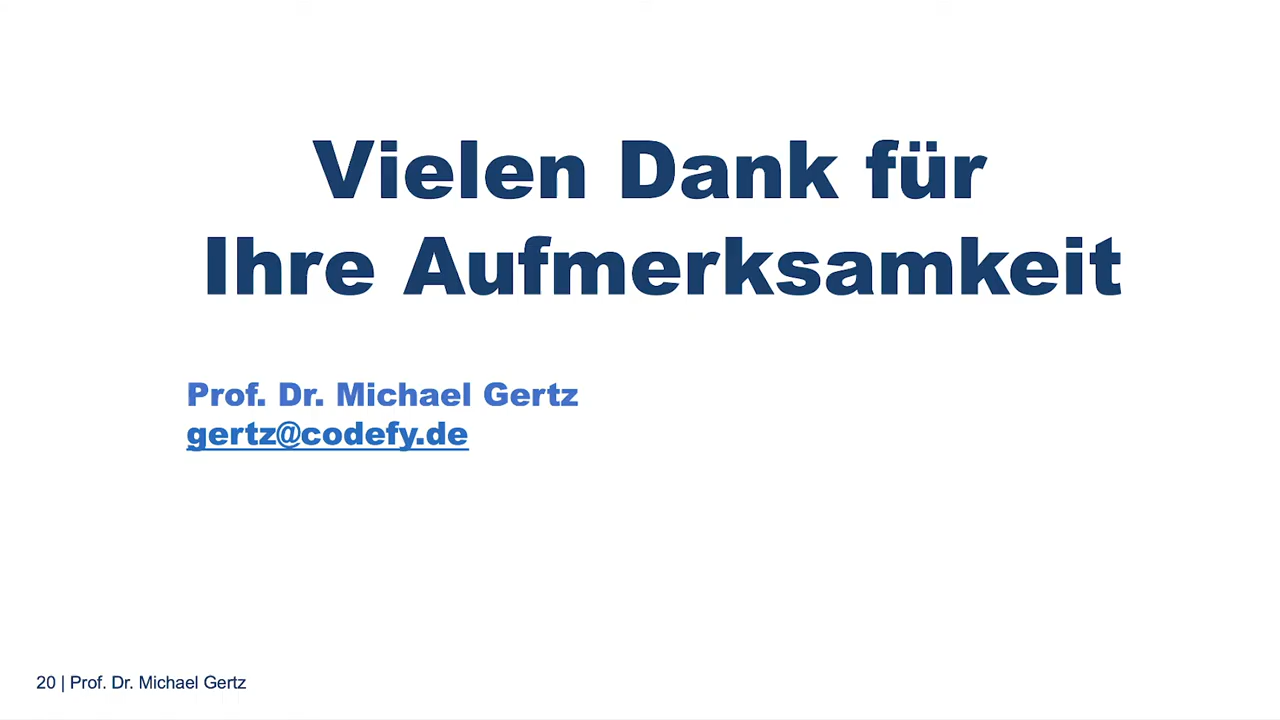 Vielen Dank für
Ihre Aufmerksamkeit
Prof. Dr. Michael Gertz
gertz@codefy.de
20 | Prof. Dr. Michael Gertz